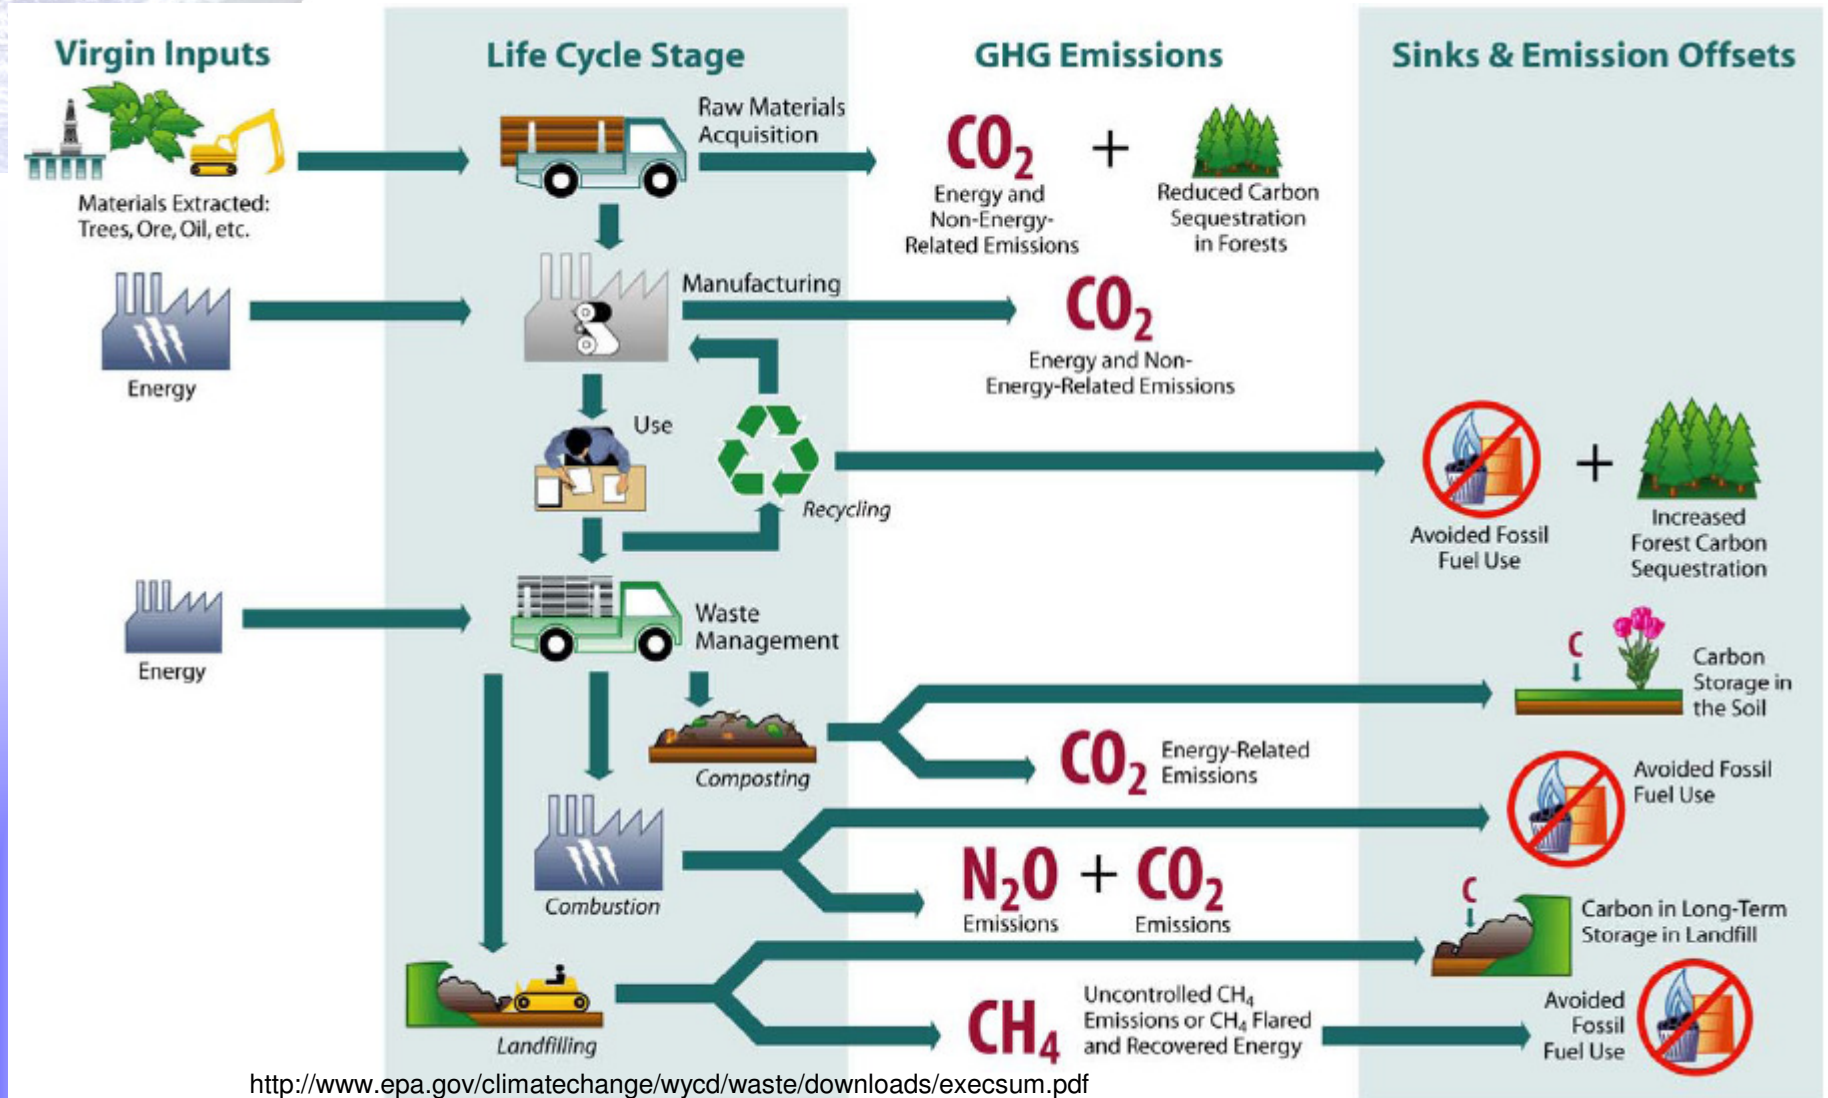 Virgin Inputs
Life Cycle Stage
GHG Emissions
Sinks & Emission Offsets
Materials Extracted:
Trees, Ore, Oil, etc.
Raw Materials
Acquisition
CO₂
Energy and
Non-Energy-
Related Emissions
+
Reduced Carbon
Sequestration
in Forests
Energy
Manufacturing
CO₂
Energy and Non-
Energy-Related Emissions
Use
Recycling
Avoided Fossil
Fuel Use
+
Increased
Forest Carbon
Sequestration
Energy
Waste
Management
Composting
C
Carbon
Storage in
the Soil
CO₂
Energy-Related
Emissions
Combustion
Avoided Fossil
Fuel Use
N₂O + CO₂
Emissions
Emissions
Landfilling
C
Carbon in Long-Term
Storage in Landfill
CH₄
Uncontrolled CH₄
Emissions or CH₄ Flared
and Recovered Energy
Avoided
Fossil
Fuel Use
http://www.epa.gov/climatechange/wycd/waste/downloads/execsum.pdf